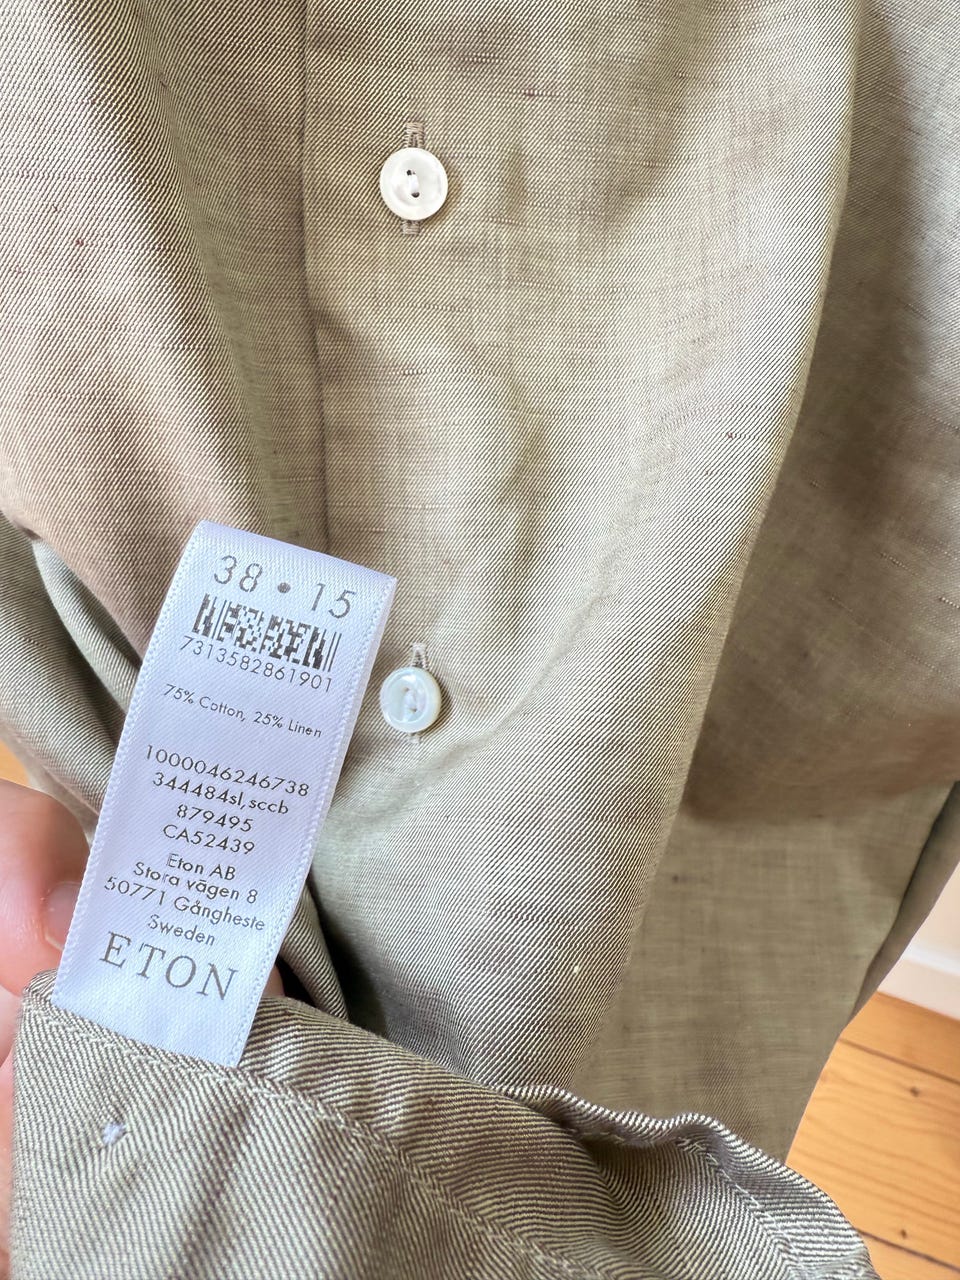 38 • 15
7313582861901
75% Cotton, 25% Linen
1000046246738
344484sl,sccb
879495
CA52439
Eton AB
Stora vägen 8
50771 Gånghester
Sweden
ETON